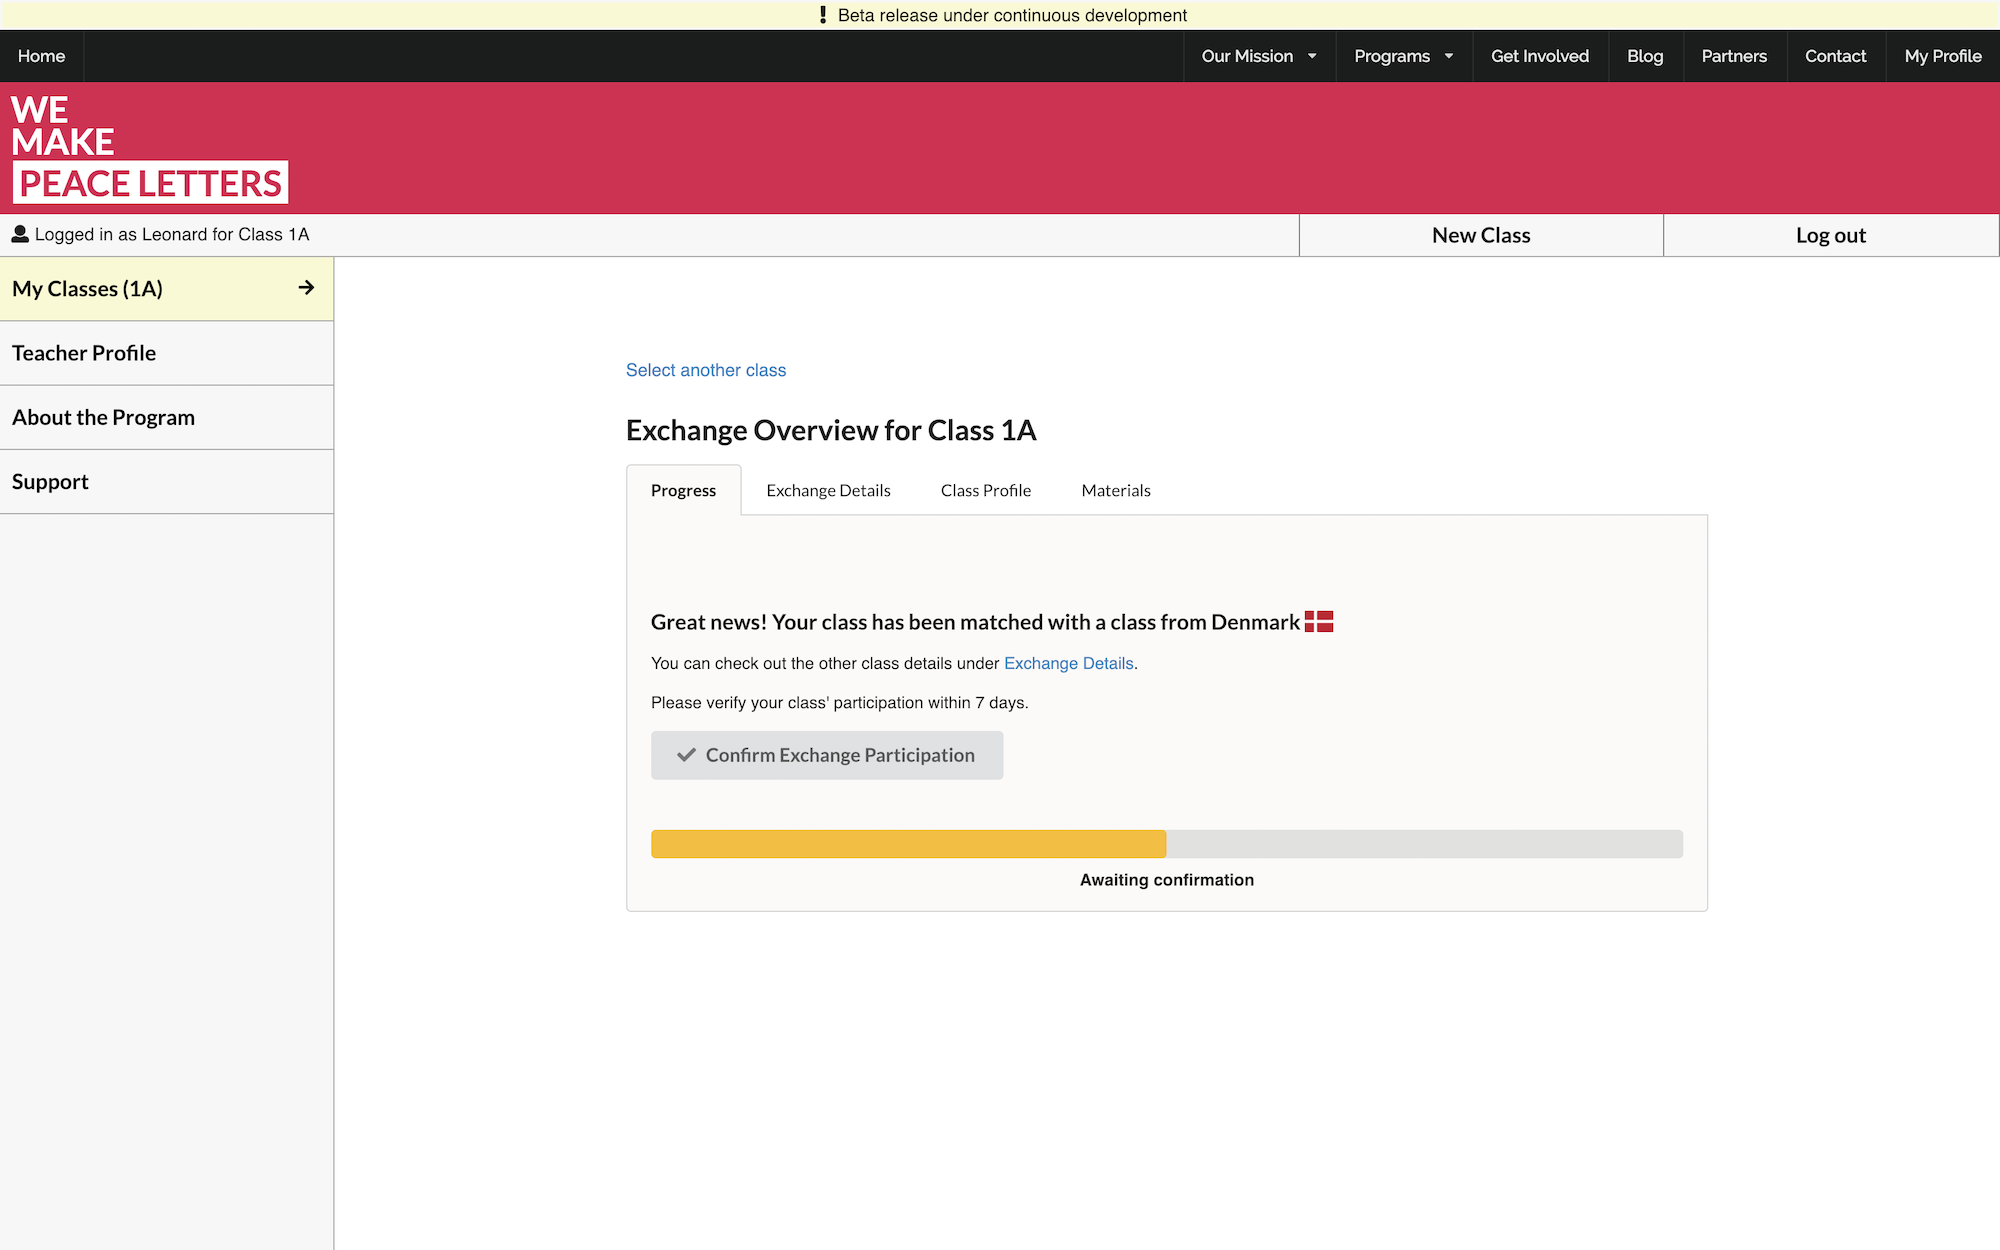 Beta release under continuous development
Home
Our Mission
Programs
Get Involved
Blog
Partners
Contact
My Profile
WE
MAKE
PEACE LETTERS
Logged in as Leonard for Class 1A
New Class
Log out
My Classes (1A)
Teacher Profile
About the Program
Support
Select another class
Exchange Overview for Class 1A
Progress
Exchange Details
Class Profile
Materials
Great news! Your class has been matched with a class from Denmark
You can check out the other class details under Exchange Details.
Please verify your class' participation within 7 days.
Confirm Exchange Participation
Awaiting confirmation